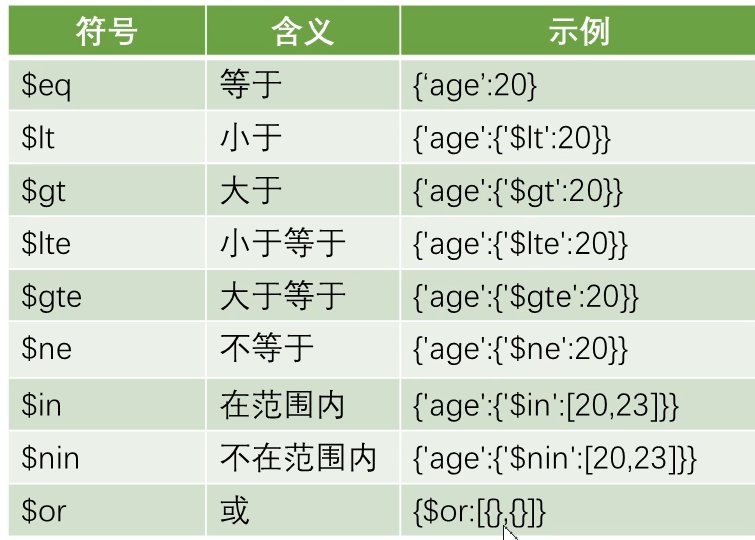 符号 含义 示例
$eq 等于 {‘age’:20}
$lt 小于 {'age':{'$lt':20}}
$gt 大于 {'age':{'$gt':20}}
$lte 小于等于 {'age':{'$lte':20}}
$gte 大于等于 {'age':{'$gte':20}}
$ne 不等于 {'age':{'$ne':20}}
$in 在范围内 {'age':{'$in':[20,23]}}
$nin 不在范围内 {'age':{'$nin':[20,23]}}
$or 或 {$or:[{},{}]}